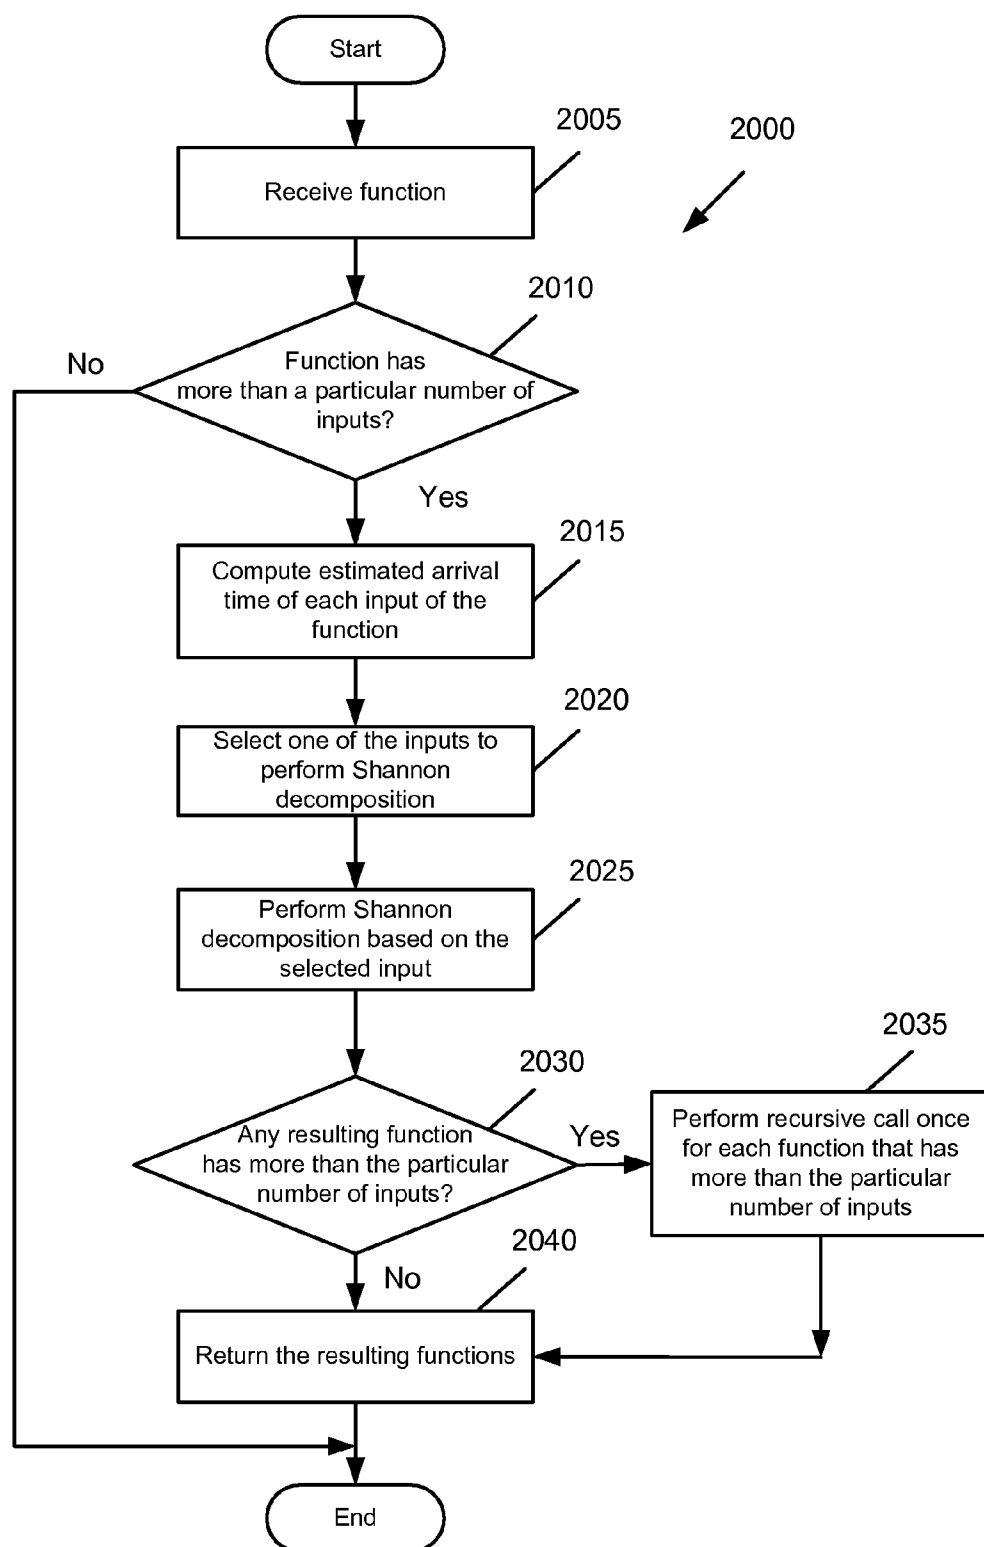 Start
2005
2000
Receive function
2010
No
Function has
more than a particular number of
inputs?
Yes
2015
Compute estimated arrival
time of each input of the
function
2020
Select one of the inputs to
perform Shannon
decomposition
2025
Perform Shannon
decomposition based on the
selected input
2035
2030
Any resulting function
has more than the particular
number of inputs?
Yes
Perform recursive call once
for each function that has
more than the particular
number of inputs
2040
No
Return the resulting functions
End